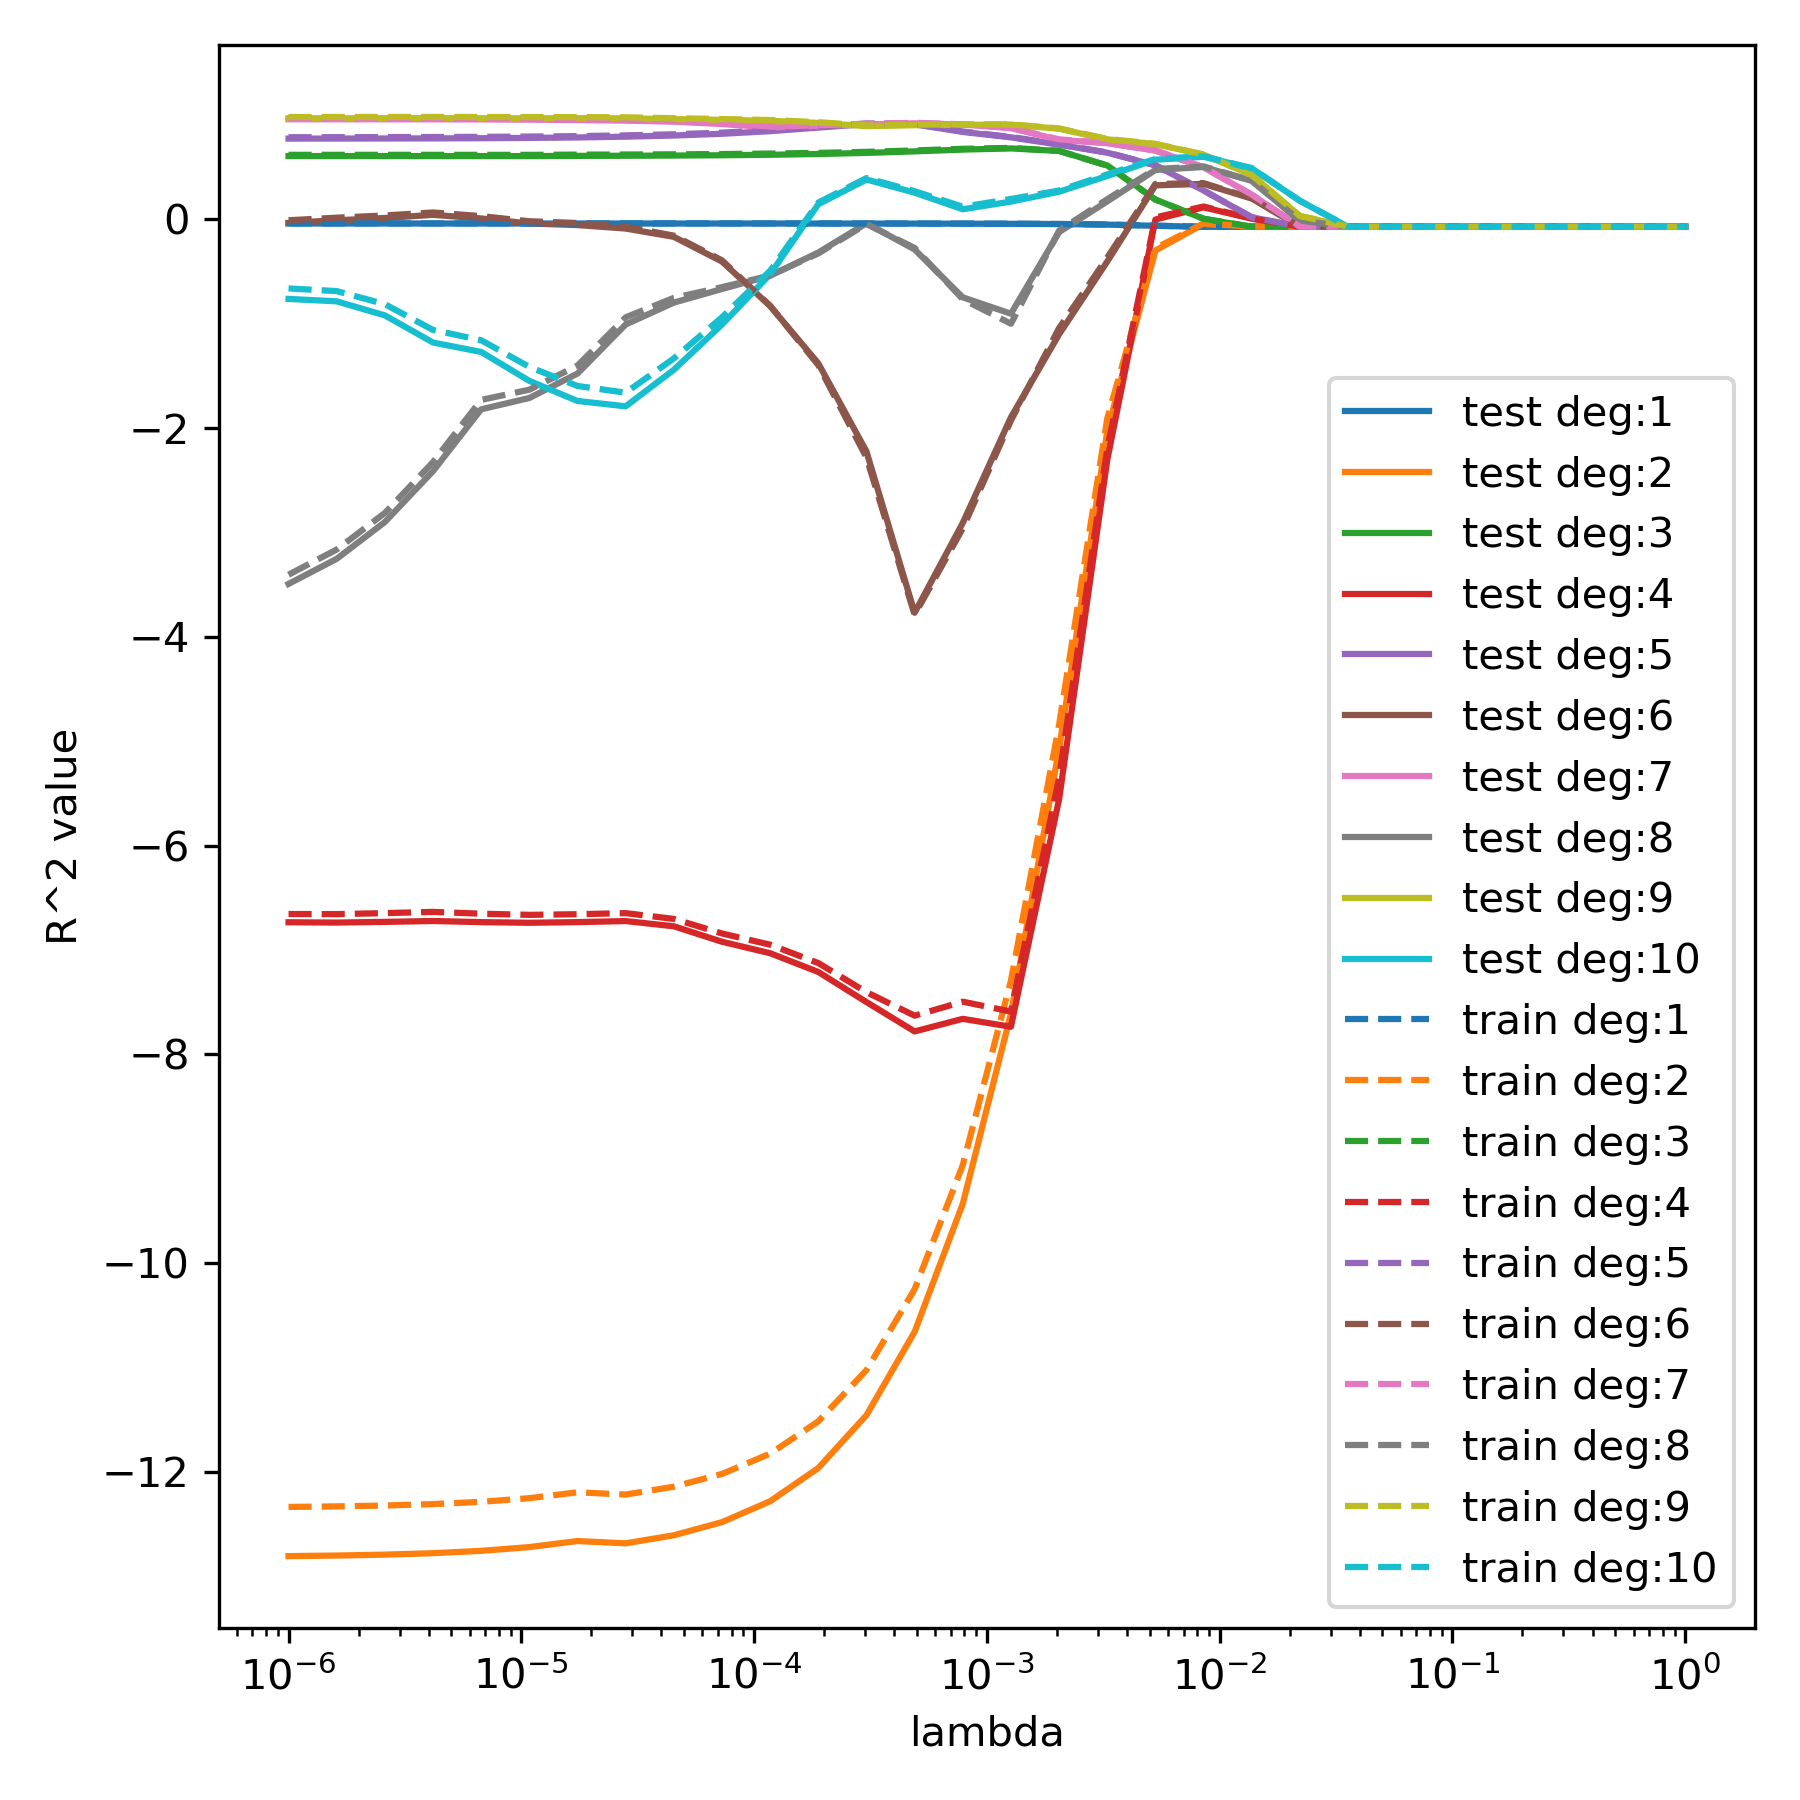 0
−2
−4
−6
−8
−10
−12
R^2 value
10⁻⁶ 10⁻⁵ 10⁻⁴ 10⁻³ 10⁻² 10⁻¹ 10⁰
lambda
test deg:1
test deg:2
test deg:3
test deg:4
test deg:5
test deg:6
test deg:7
test deg:8
test deg:9
test deg:10
train deg:1
train deg:2
train deg:3
train deg:4
train deg:5
train deg:6
train deg:7
train deg:8
train deg:9
train deg:10